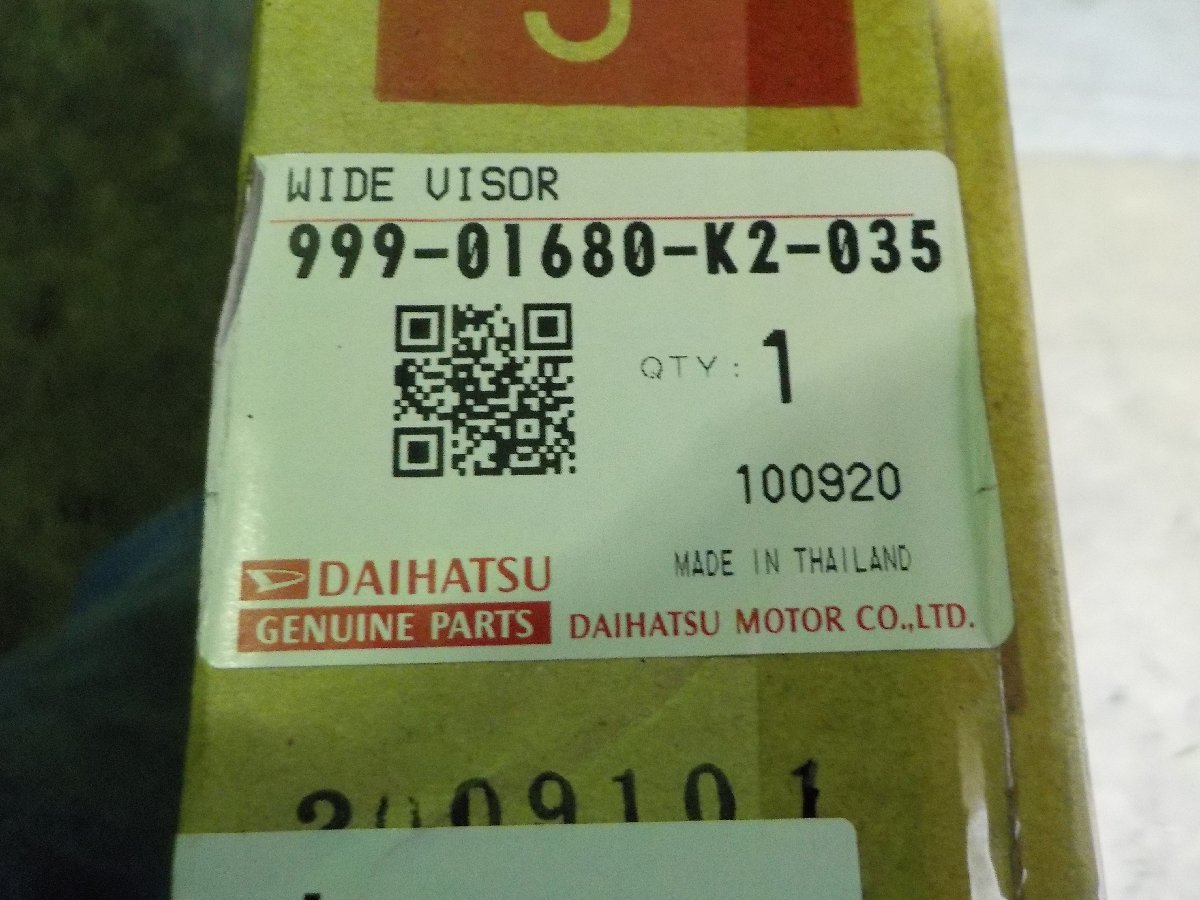 WIDE VISOR
999-01680-K2-035
QTY: 1
100920
MADE IN THAILAND
DAIHATSU
GENUINE PARTS DAIHATSU MOTOR CO.,LTD.